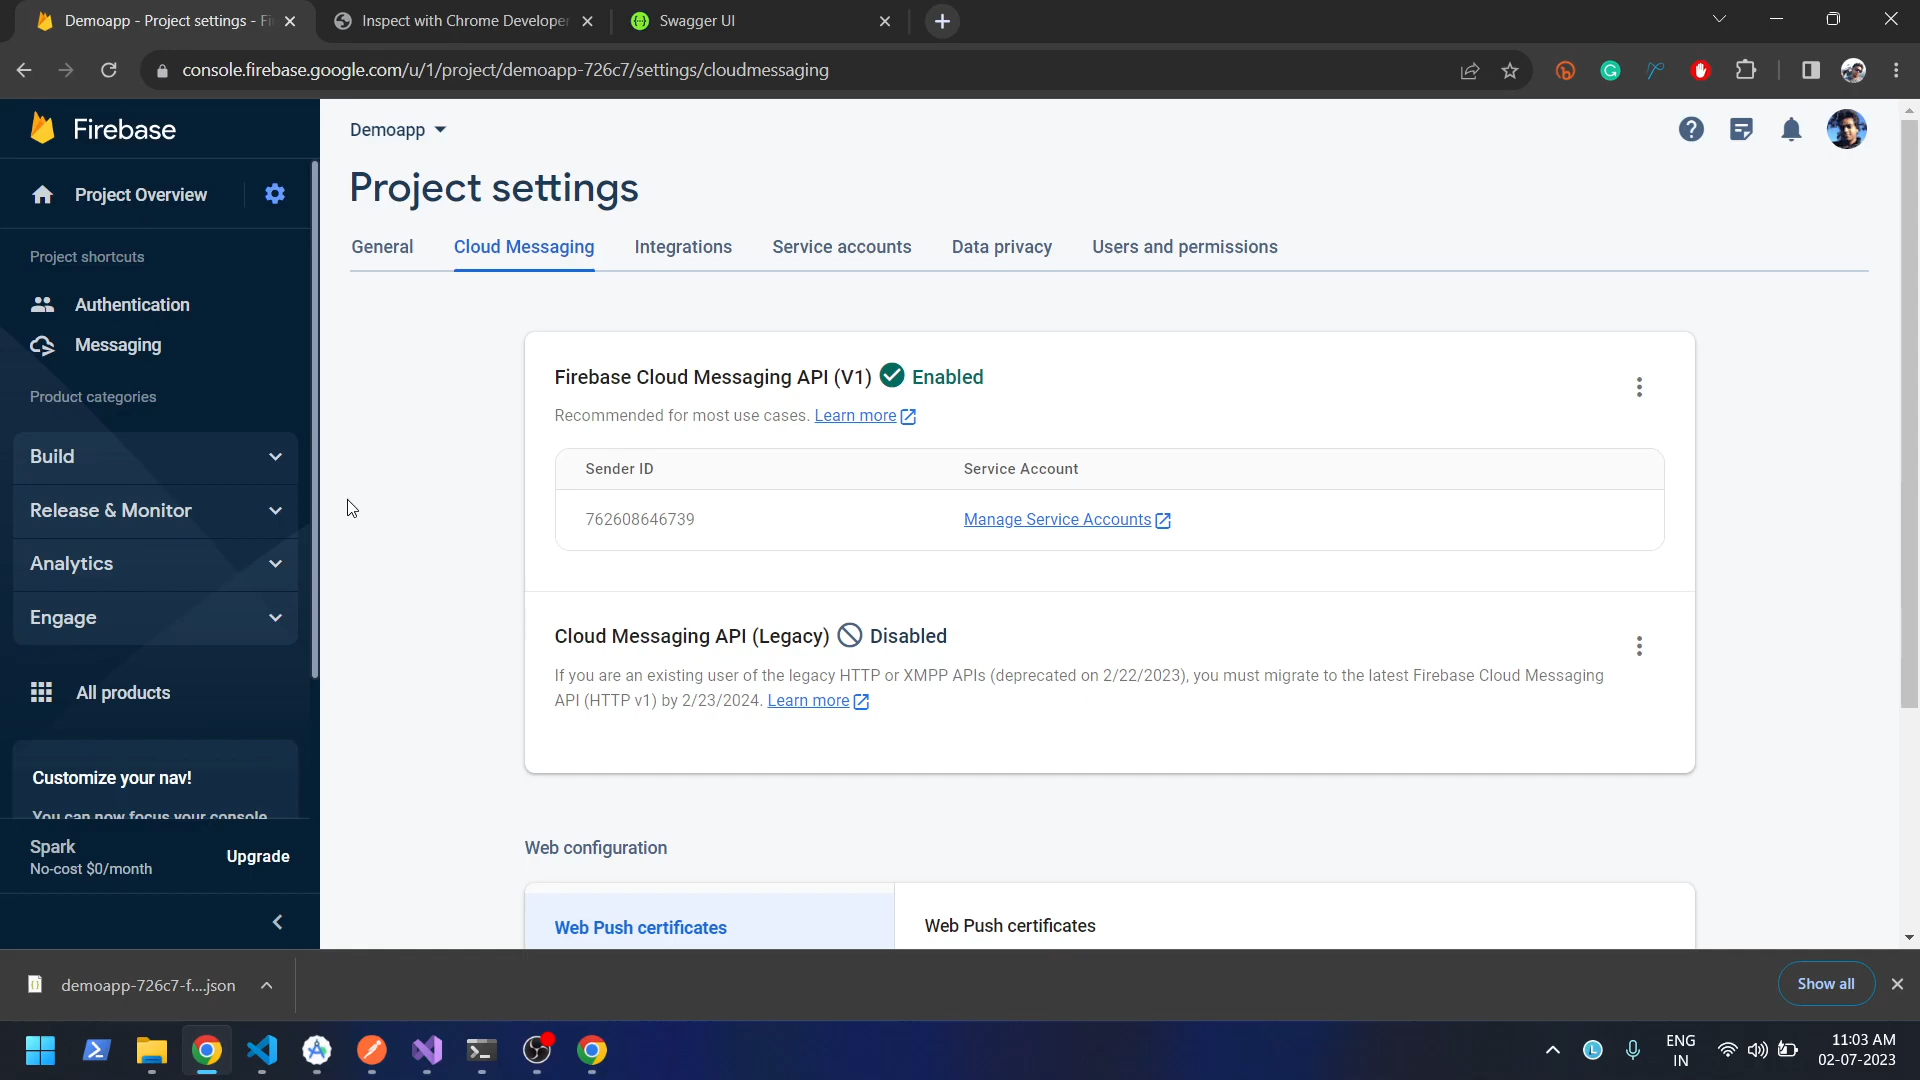 Demoapp - Project settings - Fi
Inspect with Chrome Developer
Swagger UI
console.firebase.google.com/u/1/project/demoapp-726c7/settings/cloudmessaging
Firebase
Demoapp
Project Overview
Project settings
General
Cloud Messaging
Integrations
Service accounts
Data privacy
Users and permissions
Project shortcuts
Authentication
Messaging
Product categories
Build
Release & Monitor
Analytics
Engage
All products
Customize your nav!
You can now focus your console
Spark
No-cost $0/month
Upgrade
Firebase Cloud Messaging API (V1) Enabled
Recommended for most use cases. Learn more
Sender ID
Service Account
762608646739
Manage Service Accounts
Cloud Messaging API (Legacy) Disabled
If you are an existing user of the legacy HTTP or XMPP APIs (deprecated on 2/22/2023), you must migrate to the latest Firebase Cloud Messaging
API (HTTP v1) by 2/23/2024. Learn more
Web configuration
Web Push certificates
Web Push certificates
demoapp-726c7-f....json
Show all
ENG
IN
11:03 AM
02-07-2023